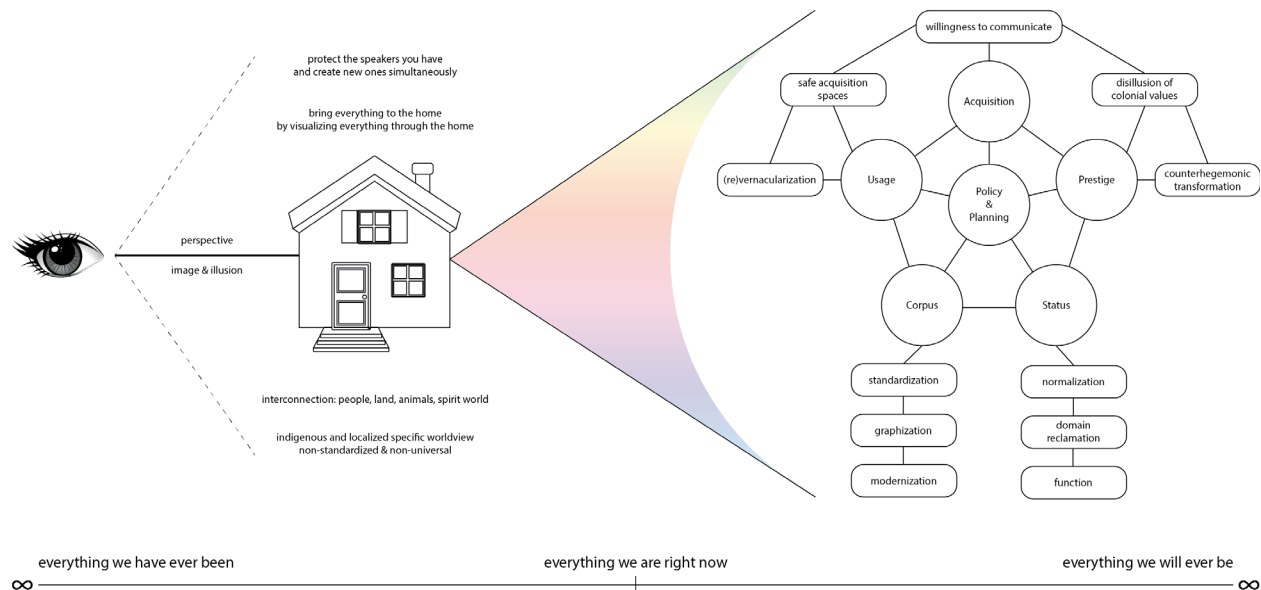 protect the speakers you have
and create new ones simultaneously
bring everything to the home
by visualizing everything through the home
perspective
image & illusion
interconnection: people, land, animals, spirit world
indigenous and localized specific worldview
non-standardized & non-universal
willingness to communicate
safe acquisition
spaces
disillusion of
colonial values
Acquisition
(re)vernacularization
Usage
Policy
&
Planning
Prestige
counterhegemonic
transformation
Corpus
Status
standardization
graphization
modernization
normalization
domain
reclamation
function
everything we have ever been
everything we are right now
everything we will ever be
∞
∞